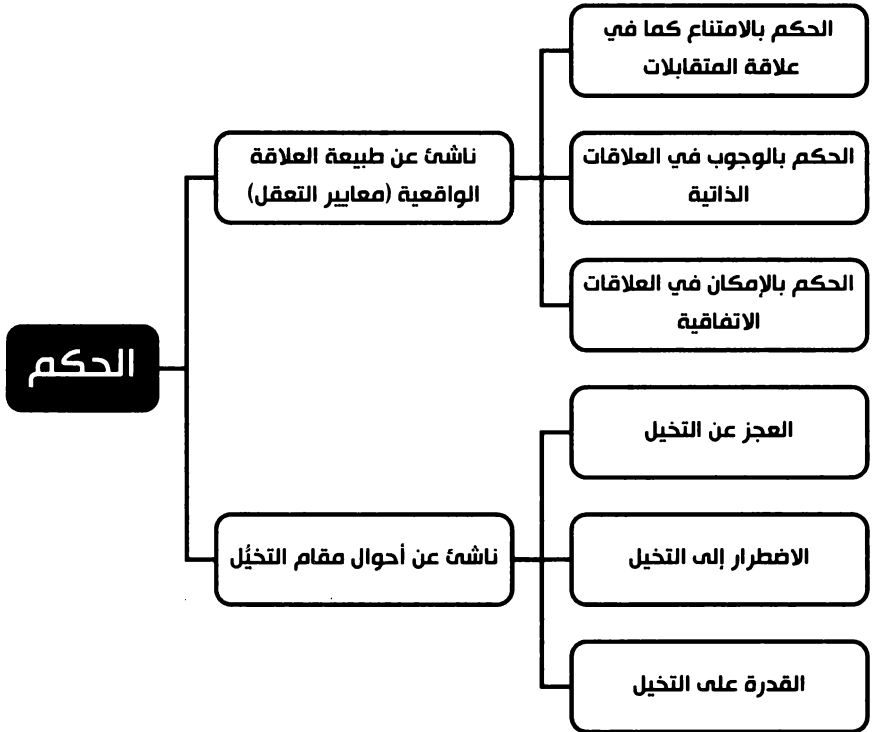 الحكم
ناشئ عن طبيعة العلاقة
الواقعية (معايير التعقل)
الحكم بالامتناع كما في
علاقة المتقابلات
الحكم بالوجوب في العلاقات
الذاتية
الحكم بالإمكان في العلاقات
الاتفاقية
ناشئ عن أحوال مقام التخيُّل
العجز عن التخيل
الاضطرار إلى التخيل
القدرة على التخيل